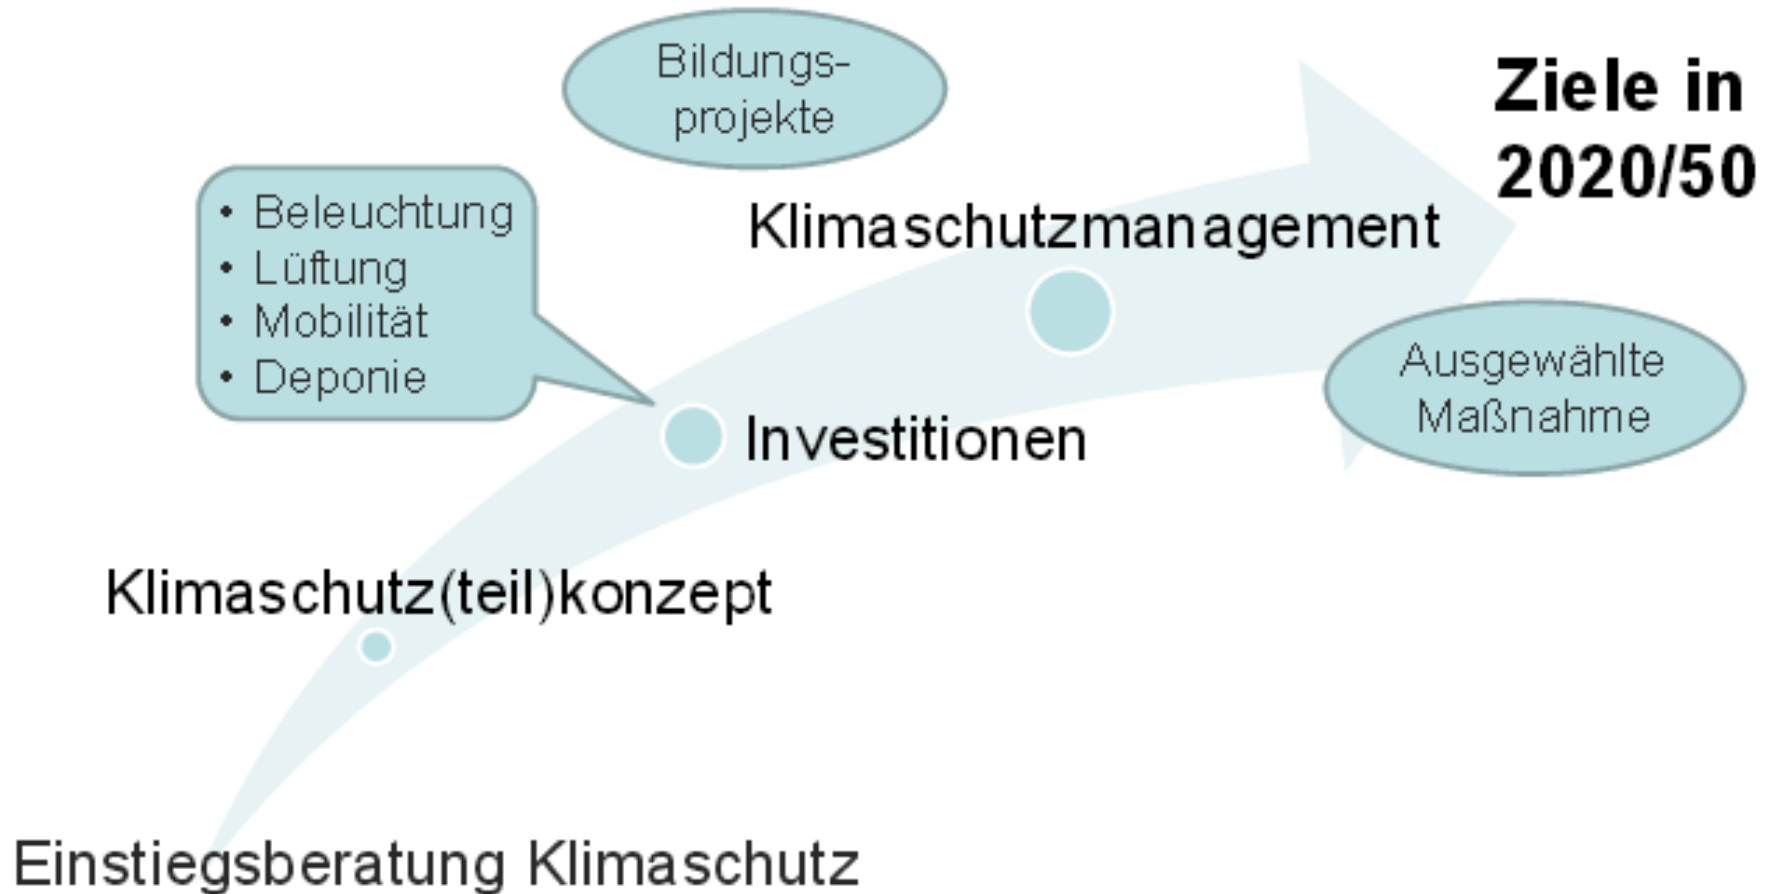 Bildungs-
projekte
Ziele in
2020/50
• Beleuchtung
• Lüftung
• Mobilität
• Deponie
Klimaschutzmanagement
Ausgewählte
Maßnahme
Investitionen
Klimaschutz(teil)konzept
Einstiegsberatung Klimaschutz